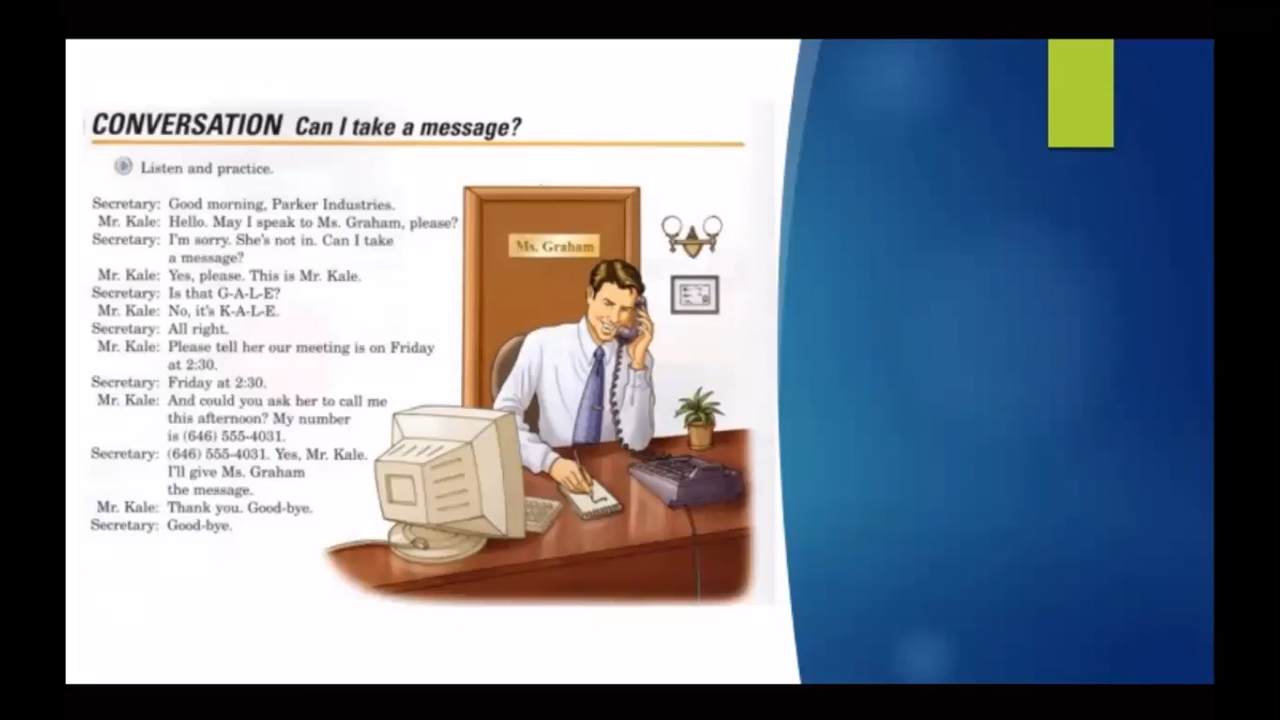 CONVERSATION Can I take a message?
Listen and practice.
Secretary: Good morning, Parker Industries.
Mr. Kale: Hello. May I speak to Ms. Graham, please?
Secretary: I'm sorry. She's not in. Can I take
a message?
Mr. Kale: Yes, please. This is Mr. Kale.
Secretary: Is that G-A-L-E?
Mr. Kale: No, it's K-A-L-E.
Secretary: All right.
Mr. Kale: Please tell her our meeting is on Friday
at 2:30.
Secretary: Friday at 2:30.
Mr. Kale: And could you ask her to call me
this afternoon? My number
is (646) 555-4031.
Secretary: (646) 555-4031. Yes, Mr. Kale.
I'll give Ms. Graham
the message.
Mr. Kale: Thank you. Good-bye.
Secretary: Good-bye.
Ms. Graham